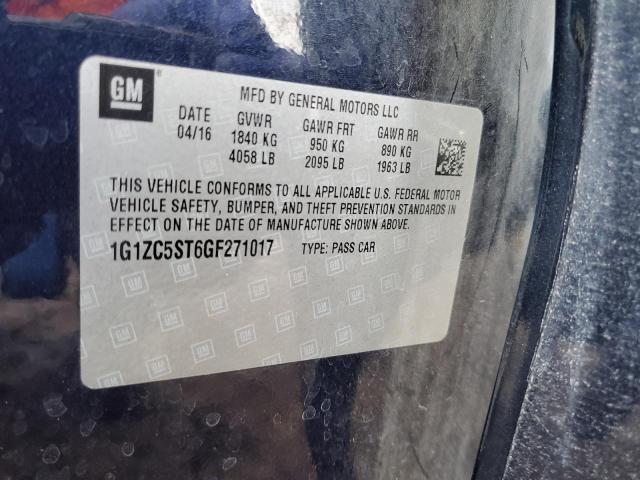 GM®
MFD BY GENERAL MOTORS LLC
DATE GVWR GAWR FRT GAWR RR
04/16 1840 KG 950 KG 890 KG
4058 LB 2095 LB 1963 LB
THIS VEHICLE CONFORMS TO ALL APPLICABLE U.S. FEDERAL MOTOR
VEHICLE SAFETY, BUMPER, AND THEFT PREVENTION STANDARDS IN
EFFECT ON THE DATE OF MANUFACTURE SHOWN ABOVE.
1G1ZC5ST6GF271017 TYPE: PASS CAR